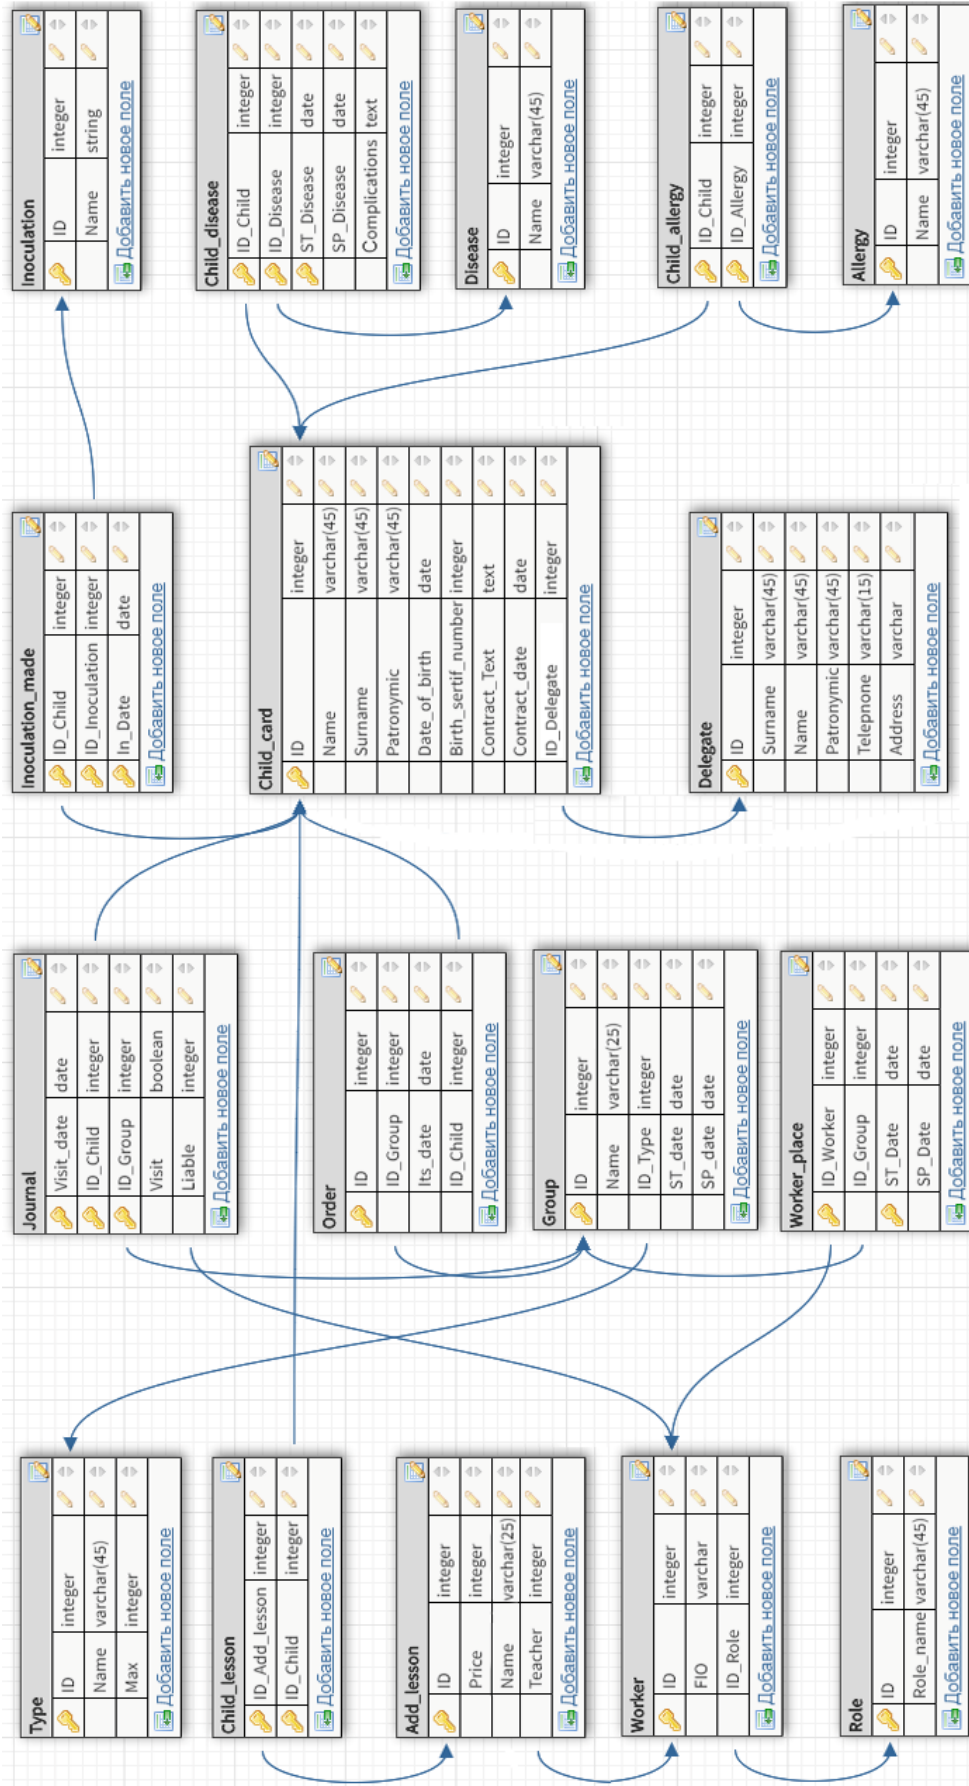 Type
ID integer
Name varchar(45)
Max integer
Добавить новое поле
Child_lesson
ID_Add_lesson integer
ID_Child integer
Добавить новое поле
Add_lesson
ID integer
Price integer
Name varchar(25)
Teacher integer
Добавить новое поле
Worker
ID integer
FIO varchar
ID_Role integer
Добавить новое поле
Role
ID integer
Role_name varchar(45)
Добавить новое поле
Journal
Visit_date date
ID_Child integer
ID_Group integer
Visit boolean
Liable integer
Добавить новое поле
Order
ID integer
ID_Group integer
Its_date date
ID_Child integer
Добавить новое поле
Group
ID integer
Name varchar(25)
ID_Type integer
ST_date date
SP_date date
Добавить новое поле
Worker_place
ID_Worker integer
ID_Group integer
ST_Date date
SP_Date date
Добавить новое поле
Inoculation_made
ID_Child integer
ID_Inoculation integer
In_Date date
Добавить новое поле
Child_card
ID integer
Name varchar(45)
Surname varchar(45)
Patronymic varchar(45)
Date_of_birth date
Birth_sertif_number integer
Contract_Text text
Contract_date date
ID_Delegate integer
Добавить новое поле
Delegate
ID integer
Surname varchar(45)
Name varchar(45)
Patronymic varchar(45)
Telepnone varchar(15)
Address varchar
Добавить новое поле
Inoculation
ID integer
Name string
Добавить новое поле
Child_disease
ID_Child integer
ID_Disease integer
ST_Disease date
SP_Disease date
Complications text
Добавить новое поле
Disease
ID integer
Name varchar(45)
Добавить новое поле
Child_allergy
ID_Child integer
ID_Allergy integer
Добавить новое поле
Allergy
ID integer
Name varchar(45)
Добавить новое поле